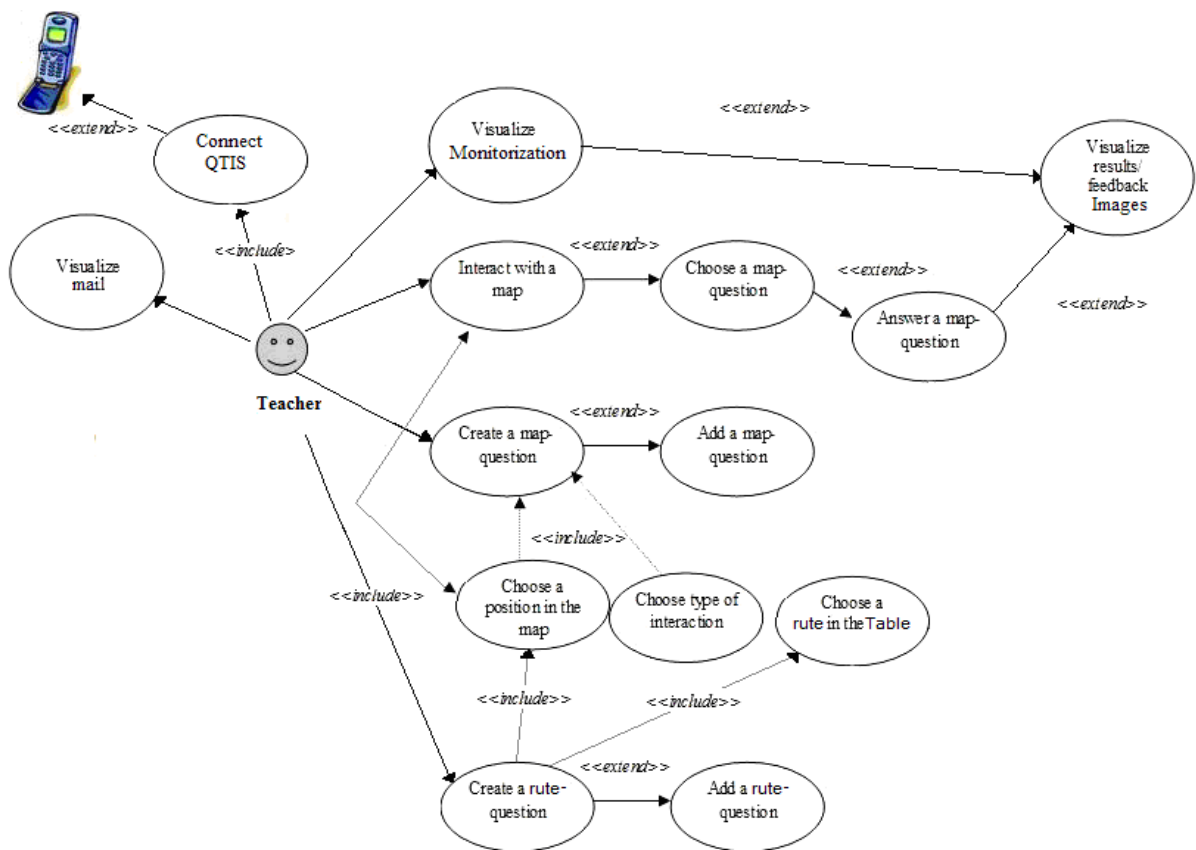 <<extend>>
<<extend>>
Connect
QTIS
Visualize
Monitorization
Visualize
results/
feedback
Images
<<include>
Visualize
mail
Interact with a
map
<<extend>>
Choose a map-
question
<<extend>>
Answer a map-
question
<<extend>>
Teacher
Create a map-
question
<<extend>>
Add a map-
question
<<include>>
<<include>>
Choose a
position in the
map
Choose type of
interaction
Choose a
rute in the Table
<<include>>
<<include>>
Create a rute-
question
<<extend>>
Add a rute-
question